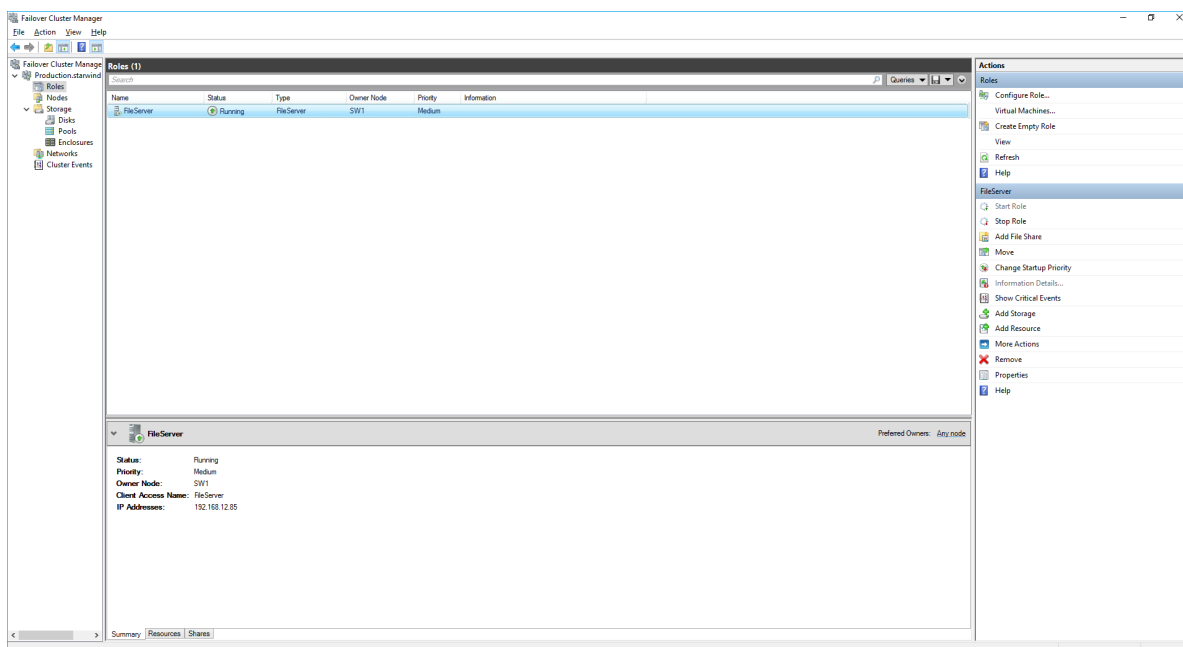 Failover Cluster Manager
File Action View Help
Failover Cluster Manage
Production.starwind
Roles
Nodes
Storage
Disks
Pools
Enclosures
Networks
Cluster Events
Roles (1)
Search
Queries
Name Status Type Owner Node Priority Information
FileServer Running FileServer SW1 Medium
FileServer
Preferred Owners: Any node
Status: Running
Priority: Medium
Owner Node: SW1
Client Access Name: FileServer
IP Addresses: 192.168.12.85
Summary Resources Shares
Actions
Roles
Configure Role...
Virtual Machines...
Create Empty Role
View
Refresh
Help
FileServer
Start Role
Stop Role
Add File Share
Move
Change Startup Priority
Information Details...
Show Critical Events
Add Storage
Add Resource
More Actions
Remove
Properties
Help